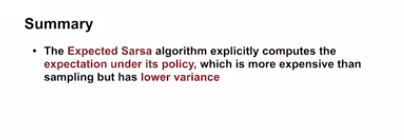 Summary
• The Expected Sarsa algorithm explicitly computes the
expectation under its policy, which is more expensive than
sampling but has lower variance